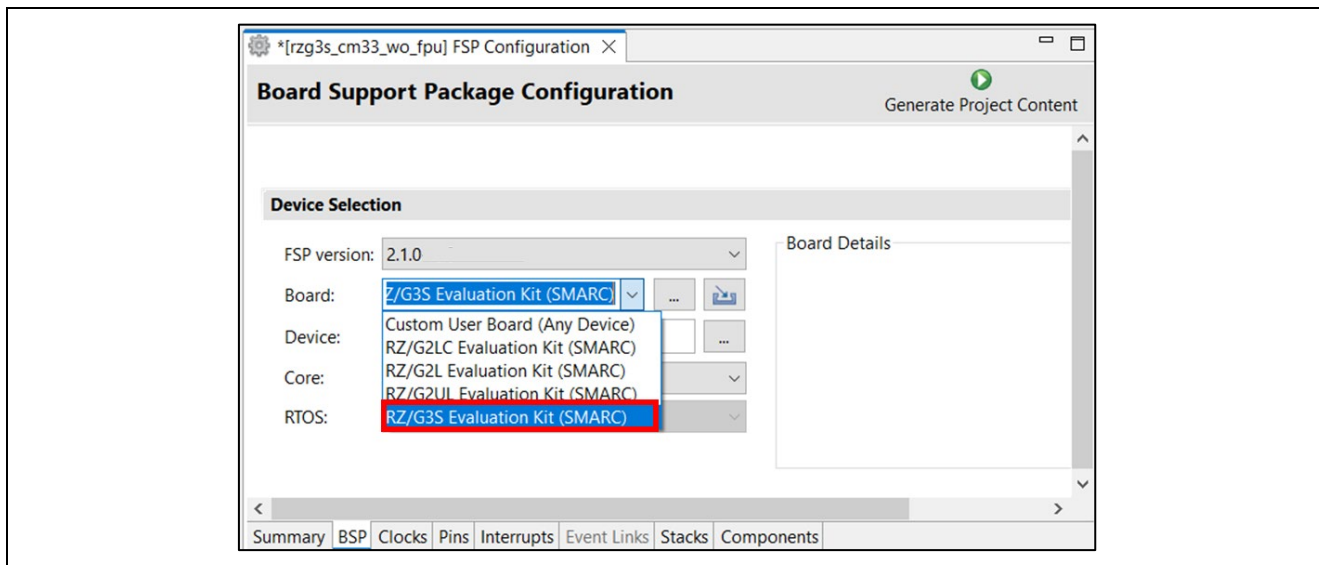 *[rzg3s_cm33_wo_fpu] FSP Configuration
Board Support Package Configuration
Generate Project Content
Device Selection
FSP version: 2.1.0
Board Details
Board: Z/G3S Evaluation Kit (SMARC) ...
Custom User Board (Any Device)
Device: ...
RZ/G2LC Evaluation Kit (SMARC)
RZ/G2L Evaluation Kit (SMARC)
Core:
RZ/G2UL Evaluation Kit (SMARC)
RTOS: RZ/G3S Evaluation Kit (SMARC)
Summary BSP Clocks Pins Interrupts Event Links Stacks Components